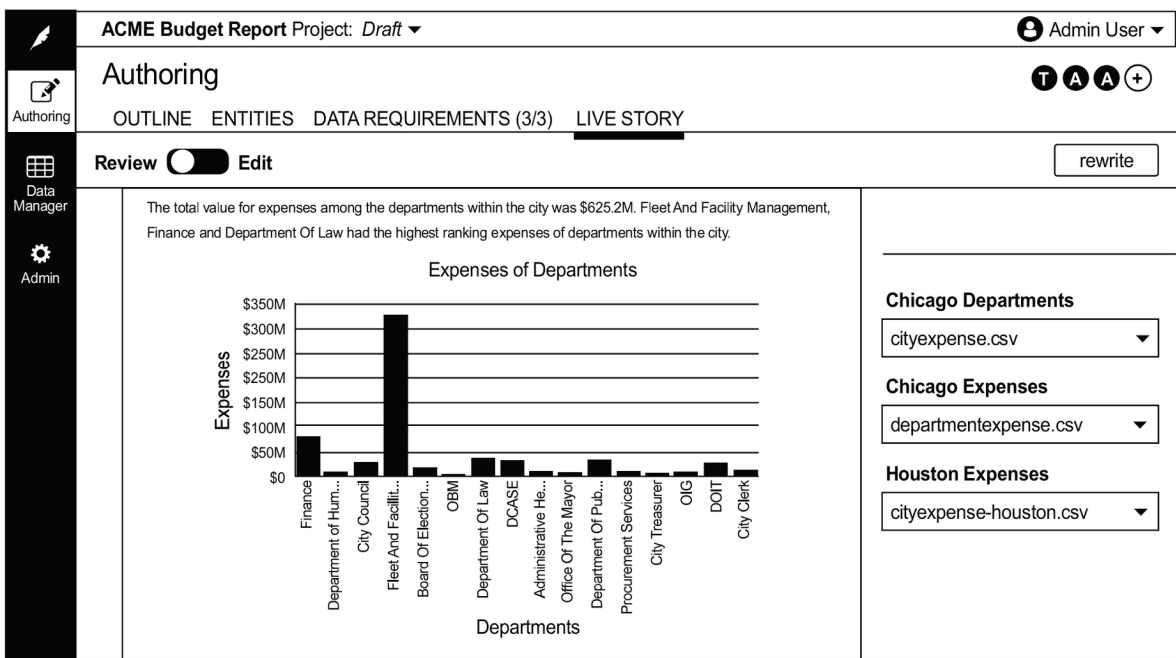 ACME Budget Report Project: Draft
Admin User
Authoring
T A A +
Authoring
OUTLINE ENTITIES DATA REQUIREMENTS (3/3) LIVE STORY
Review Edit
rewrite
Data
Manager
Admin
The total value for expenses among the departments within the city was $625.2M. Fleet And Facility Management,
Finance and Department Of Law had the highest ranking expenses of departments within the city.
Expenses of Departments
Expenses
$350M
$300M
$250M
$250M
$150M
$100M
$50M
$0
Finance
Department of Hum...
City Council
Fleet And Facillit...
Board Of Election...
OBM
Department Of Law
DCASE
Administrative He...
Office Of The Mayor
Department Of Pub...
Procurement Services
City Treasurer
OIG
DOIT
City Clerk
Departments
Chicago Departments
cityexpense.csv
Chicago Expenses
departmentexpense.csv
Houston Expenses
cityexpense-houston.csv